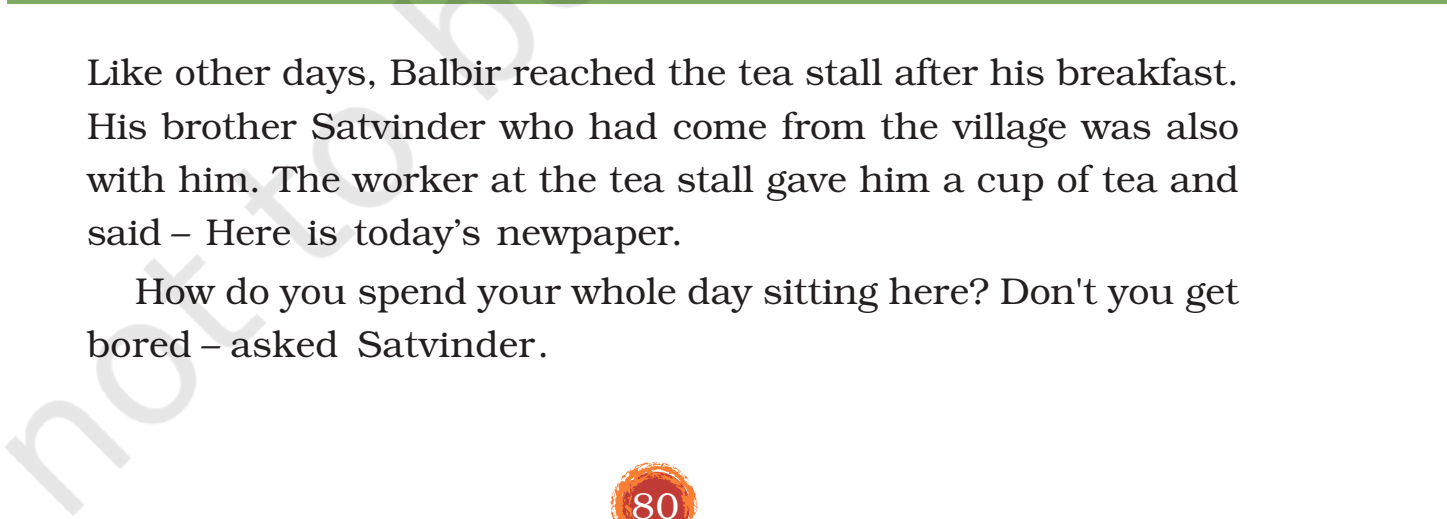 Like other days, Balbir reached the tea stall after his breakfast.
His brother Satvinder who had come from the village was also
with him. The worker at the tea stall gave him a cup of tea and
said – Here is today’s newpaper.
How do you spend your whole day sitting here? Don't you get
bored – asked Satvinder.
not to b
80